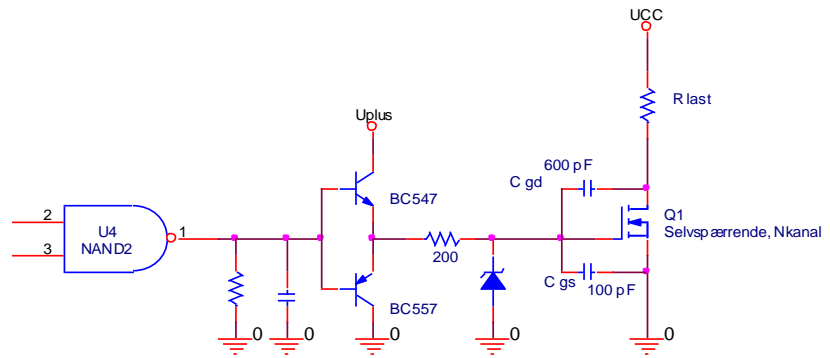 UCC
R last
Uplus
600 pF
C gd
BC547
2
U4
NAND2
1
3
Q1
Selvspærrende, Nkanal
200
C gs
100 pF
BC557
0
0
0
0
0